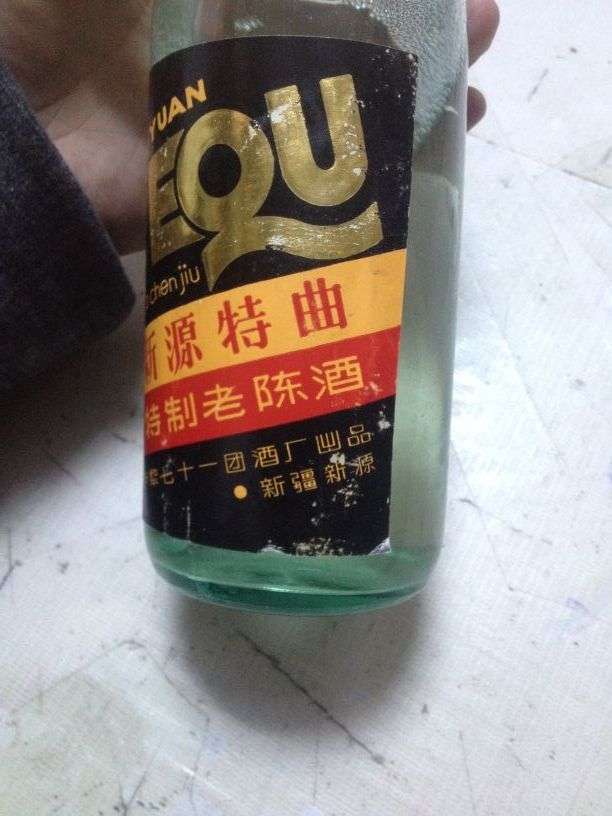 YUAN
EQU
chen jiu
新源特曲
特制老陈酒
七十一团酒厂出品
·新疆新源